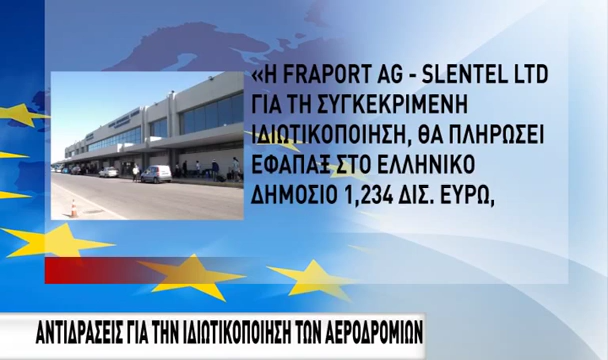 «Η FRAPORT AG - SLENTEL LTD
ΓΙΑ ΤΗ ΣΥΓΚΕΚΡΙΜΕΝΗ
ΙΔΙΩΤΙΚΟΠΟΙΗΣΗ, ΘΑ ΠΛΗΡΩΣΕΙ
ΕΦΑΠΑΞ ΣΤΟ ΕΛΛΗΝΙΚΟ
ΔΗΜΟΣΙΟ 1,234 ΔΙΣ. ΕΥΡΩ,
ΑΝΤΙΔΡΑΣΕΙΣ ΓΙΑ ΤΗΝ ΙΔΙΩΤΙΚΟΠΟΙΗΣΗ ΤΩΝ ΑΕΡΟΔΡΟΜΙΩΝ